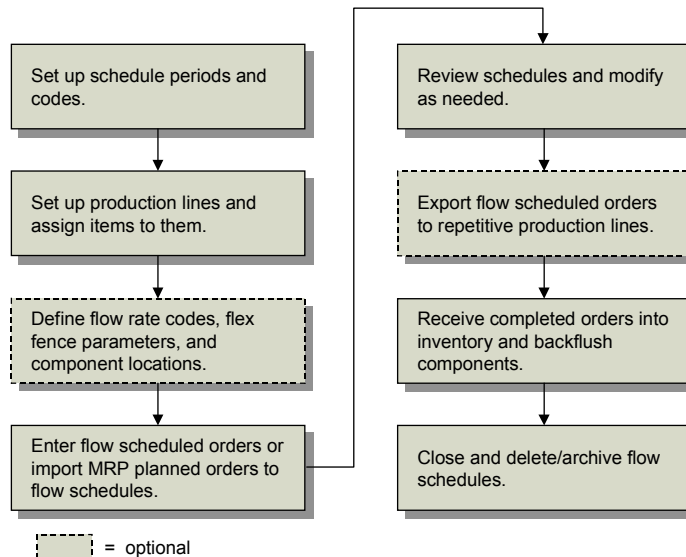 Set up schedule periods and
codes.
Set up production lines and
assign items to them.
Define flow rate codes, flex
fence parameters, and
component locations.
Enter flow scheduled orders or
import MRP planned orders to
flow schedules.
Review schedules and modify
as needed.
Export flow scheduled orders
to repetitive production lines.
Receive completed orders into
inventory and backflush
components.
Close and delete/archive flow
schedules.
= optional